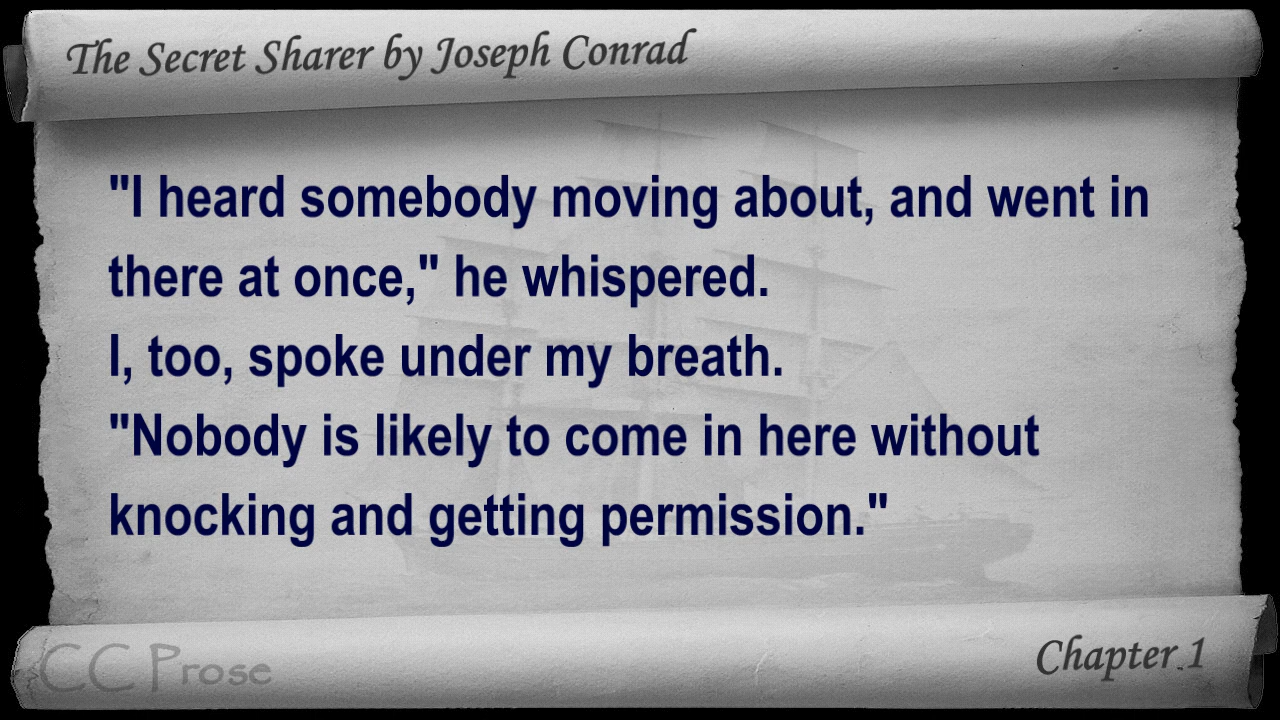 The Secret Sharer by Joseph Conrad
"I heard somebody moving about, and went in
there at once," he whispered.
I, too, spoke under my breath.
"Nobody is likely to come in here without
knocking and getting permission."
CC Prose
Chapter 1